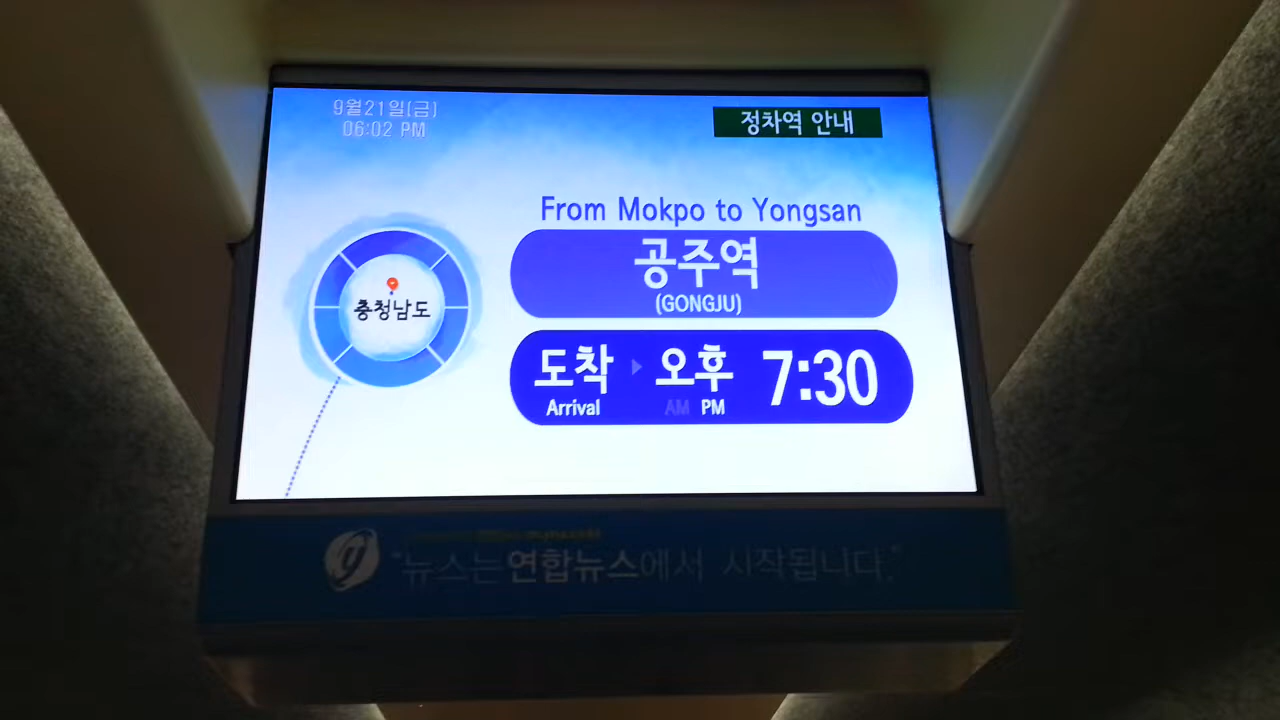 9월21일(금)
06:02 PM
정차역 안내
From Mokpo to Yongsan
공주역
(GONGJU)
충청남도
도착 오후 7:30
Arrival AM PM
"뉴스는 연합뉴스에서 시작됩니다."